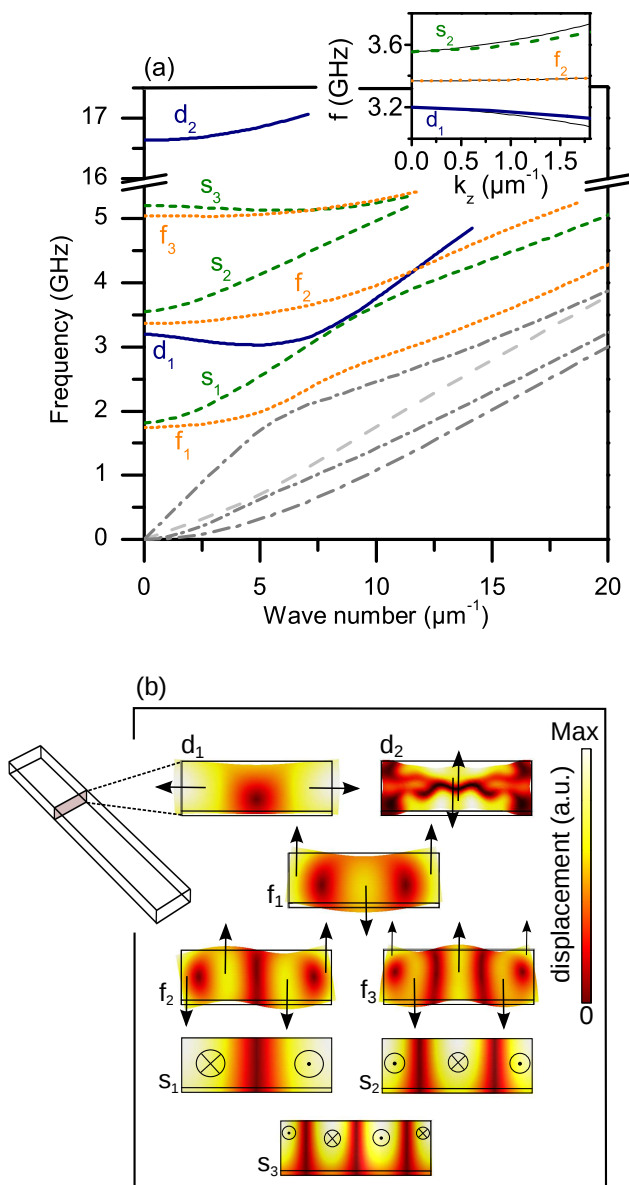 (a)
f (GHz)
3.6
3.2
s₂
f₂
d₁
0.0 0.5 1.0 1.5
k_z (µm⁻¹)
Frequency (GHz)
17
16
5
4
3
2
1
0
d₂
s₃
f₃
s₂
f₂
d₁
s₁
f₁
0 5 10 15 20
Wave number (µm⁻¹)
(b)
Max
d₁ d₂
f₁
f₂ f₃
s₁ s₂
s₃
displacement (a.u.)
0